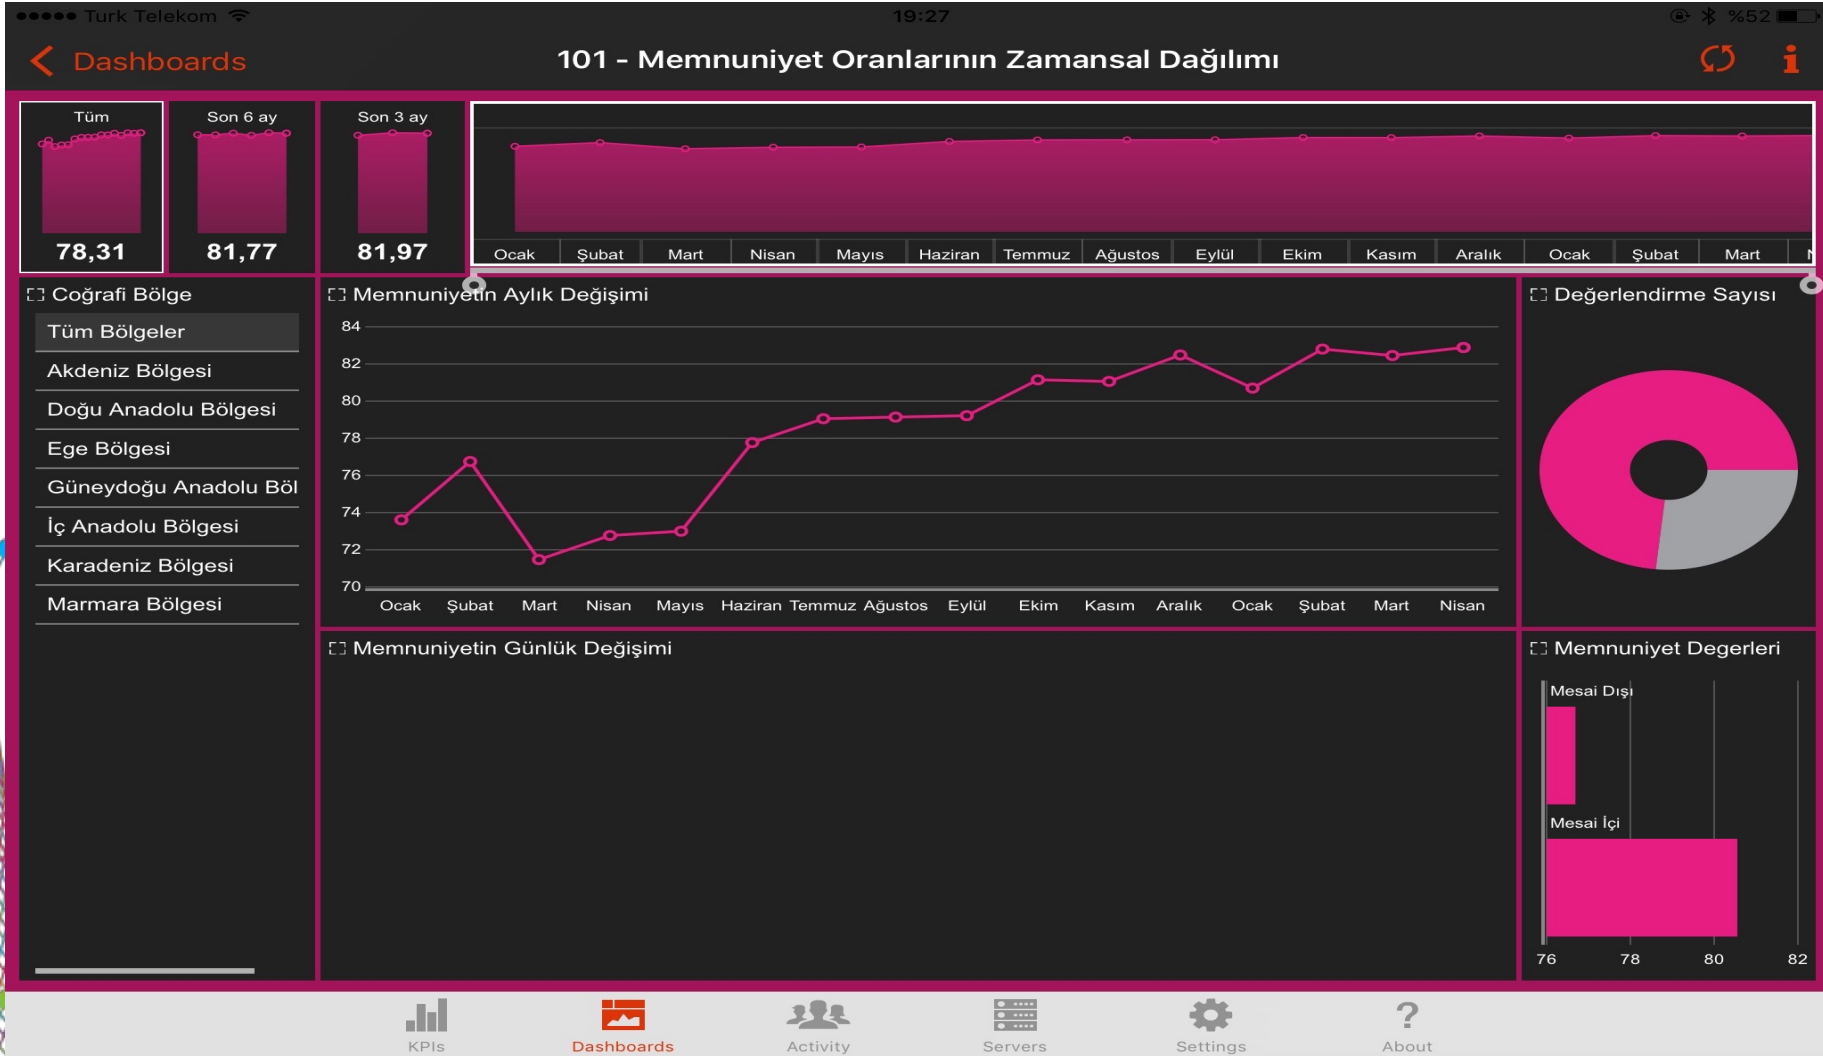 Turk Telekom 19:27 %52
Dashboards 101 - Memnuniyet Oranlarının Zamansal Dağılımı
Tüm
78,31
Son 6 ay
81,77
Son 3 ay
81,97
Ocak Şubat Mart Nisan Mayıs Haziran Temmuz Ağustos Eylül Ekim Kasım Aralık Ocak Şubat Mart
Coğrafi Bölge
Tüm Bölgeler
Akdeniz Bölgesi
Doğu Anadolu Bölgesi
Ege Bölgesi
Güneydoğu Anadolu Böl
İç Anadolu Bölgesi
Karadeniz Bölgesi
Marmara Bölgesi
Memnuniyetin Aylık Değişimi
84
82
80
78
76
74
72
70
Ocak Şubat Mart Nisan Mayıs Haziran Temmuz Ağustos Eylül Ekim Kasım Aralık Ocak Şubat Mart Nisan
Değerlendirme Sayısı
Memnuniyetin Günlük Değişimi
Memnuniyet Degerleri
Mesai Dışı
Mesai İçi
76 78 80 82
KPIs Dashboards Activity Servers Settings About